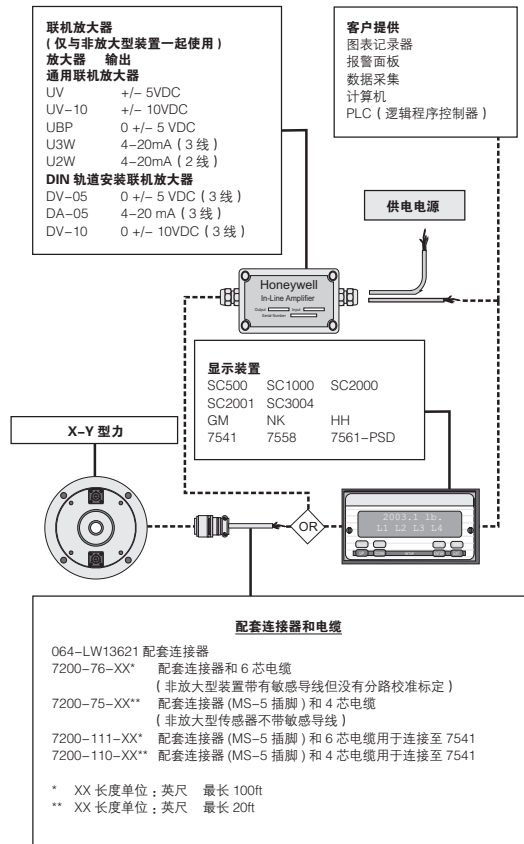 联机放大器
(仅与非放大型装置一起使用)
放大器 输出
通用联机放大器
UV +/– 5VDC
UV–10 +/– 10VDC
UBP 0 +/– 5 VDC
U3W 4–20mA (3 线)
U2W 4–20mA (2 线)
DIN 轨道安装联机放大器
DV–05 0 +/– 5 VDC (3 线)
DA–05 4–20 mA (3 线)
DV–10 0 +/– 10VDC (3 线)
客户提供
图表记录器
报警面板
数据采集
计算机
PLC (逻辑程序控制器)
供电电源
Honeywell
In-Line Amplifier
Output Input
Serial Number
显示装置
SC500 SC1000 SC2000
SC2001 SC3004
GM NK HH
7541 7558 7561–PSD
X–Y 型力
OR
2003.1 lb.
L1 L2 L3 L4
配套连接器和电缆
064–LW13621 配套连接器
7200–76–XX* 配套连接器和 6 芯电缆
(非放大型装置带有敏感导线但没有分路校准标定)
7200–75–XX** 配套连接器 (MS–5 插脚) 和 4 芯电缆
(非放大型传感器不带敏感导线)
7200–111–XX* 配套连接器 (MS–5 插脚) 和 6 芯电缆用于连接至 7541
7200–110–XX** 配套连接器 (MS–5 插脚) 和 4 芯电缆用于连接至 7541
* XX 长度单位:英尺 最长 100ft
** XX 长度单位:英尺 最长 20ft